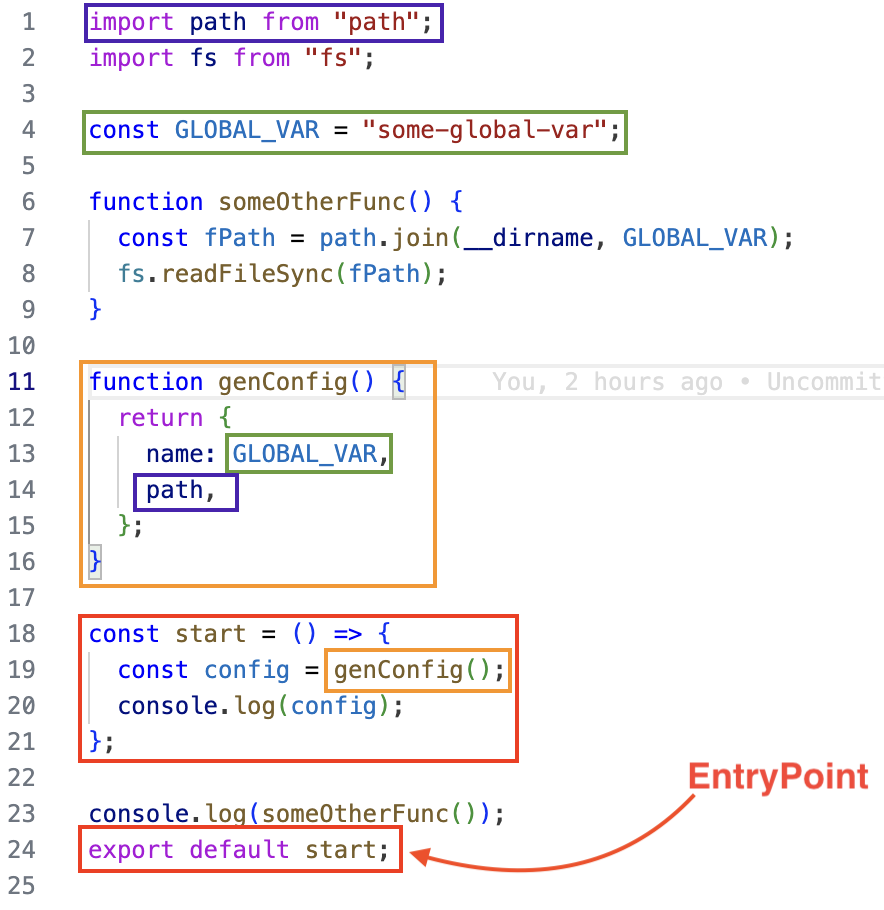 1 import path from "path";
2 import fs from "fs";
3
4 const GLOBAL_VAR = "some-global-var";
5
6 function someOtherFunc() {
7 const fPath = path.join(__dirname, GLOBAL_VAR);
8 fs.readFileSync(fPath);
9 }
10
11 function genConfig() { You, 2 hours ago • Uncommit
12 return {
13 name: GLOBAL_VAR,
14 path,
15 };
16 }
17
18 const start = () => {
19 const config = genConfig();
20 console.log(config);
21 };
22
EntryPoint
23 console.log(someOtherFunc());
24 export default start;
25